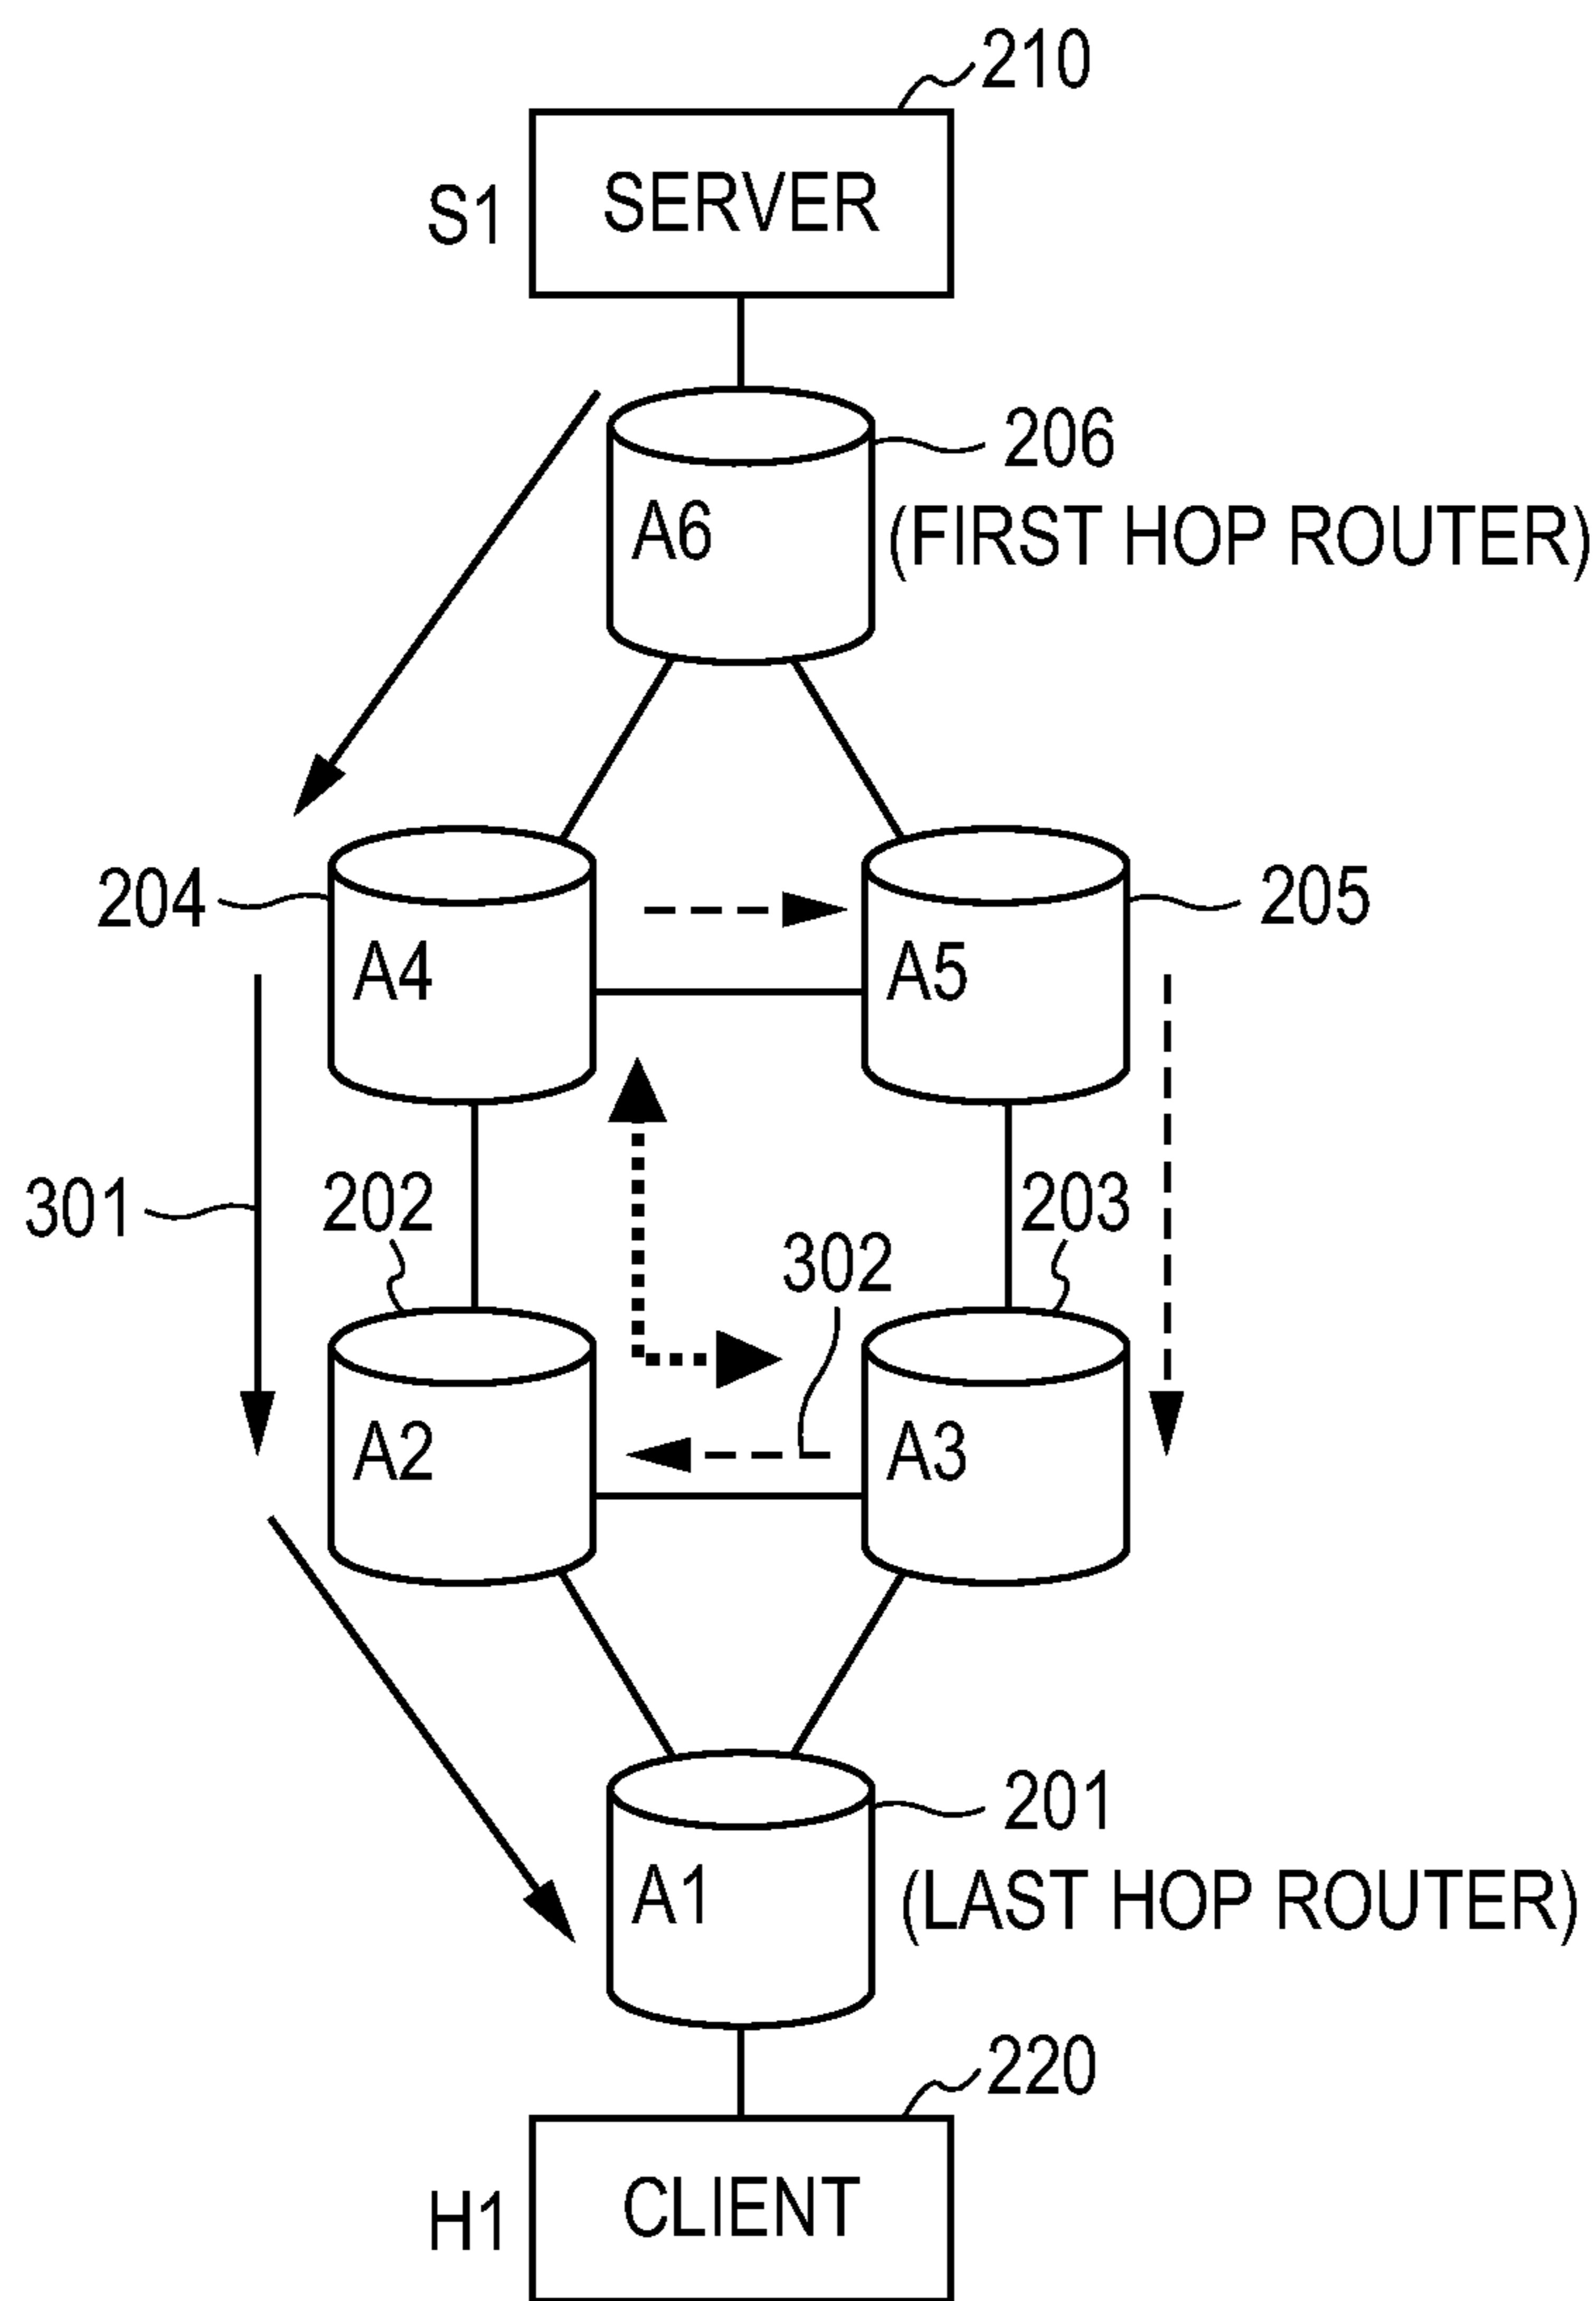 210
S1
SERVER
206
A6
(FIRST HOP ROUTER)
204
205
A4
A5
301
202
203
302
A2
A3
201
A1
(LAST HOP ROUTER)
220
H1
CLIENT